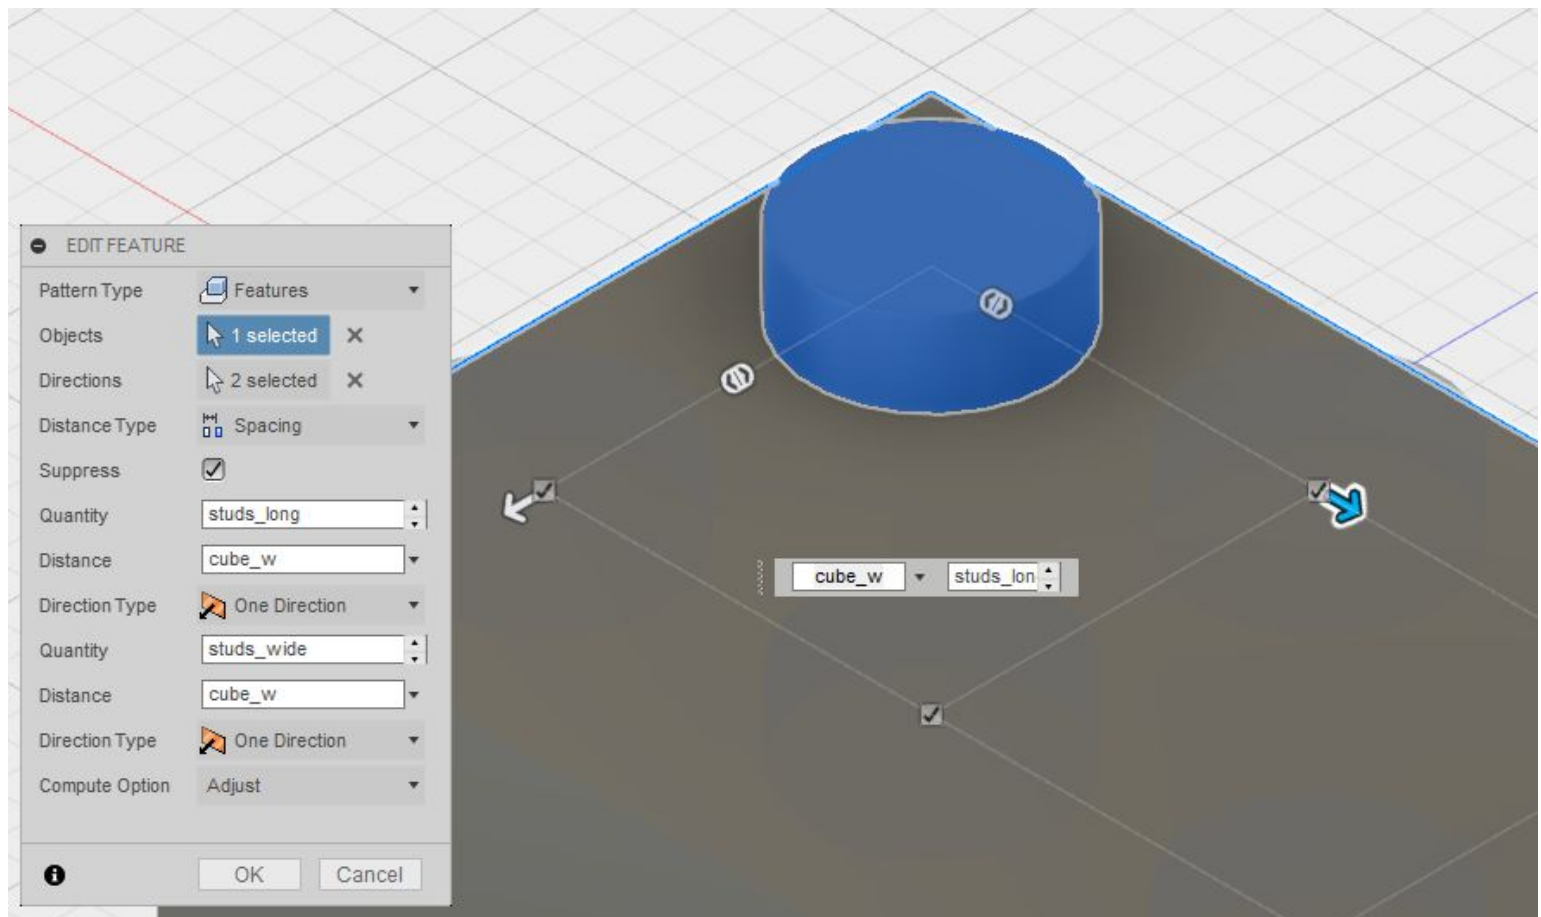 EDIT FEATURE
Pattern Type Features
Objects 1 selected
Directions 2 selected
Distance Type Spacing
Suppress
Quantity studs_long
Distance cube_w
Direction Type One Direction
Quantity studs_wide
Distance cube_w
Direction Type One Direction
Compute Option Adjust
OK Cancel
cube_w studs_lon